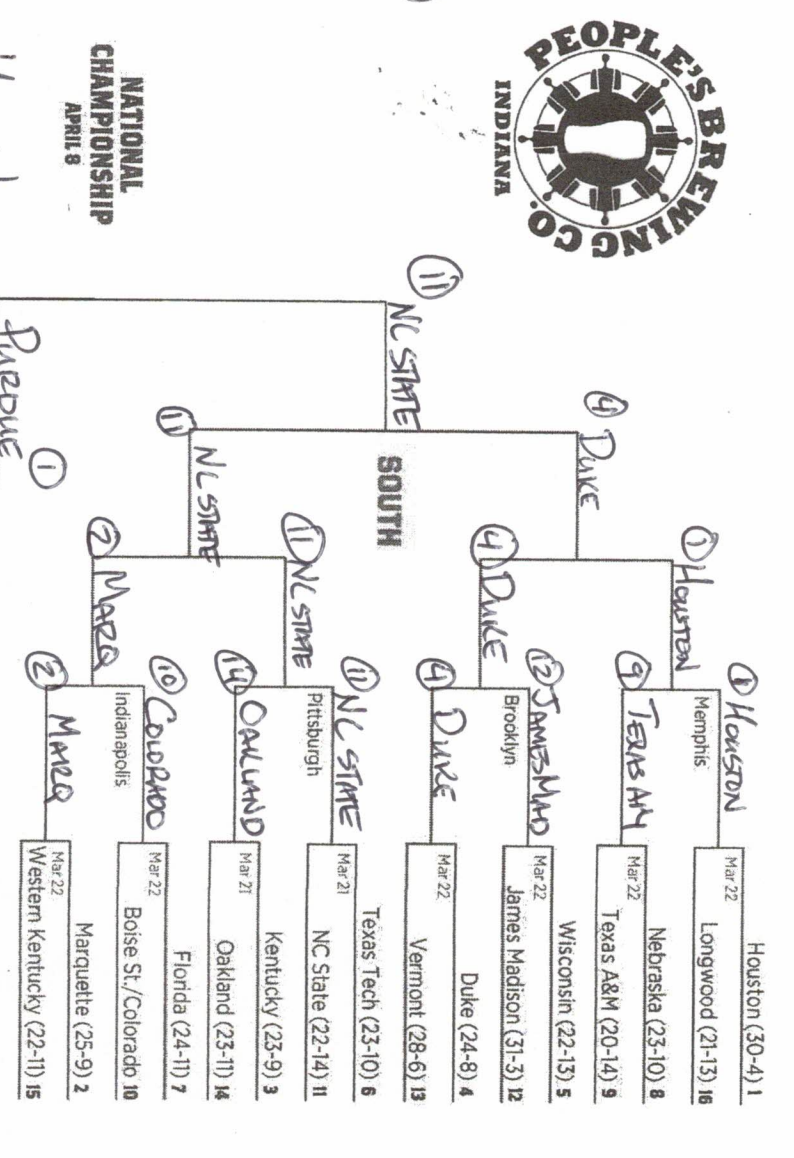 PEOPLE'S BREWING CO.
INDIANA
NATIONAL
CHAMPIONSHIP
APRIL 8
SOUTH
Houston (30-4) 1
Longwood (21-13) 16
Mar 22
Nebraska (23-10) 8
Texas A&M (20-14) 9
Mar 22
Wisconsin (22-13) 5
James Madison (31-3) 12
Mar 22
Duke (24-8) 4
Vermont (28-6) 13
Mar 22
Texas Tech (23-10) 6
NC State (22-14) 11
Mar 21
Kentucky (23-9) 3
Oakland (23-11) 14
Mar 21
Florida (24-11) 7
Boise St./Colorado 10
Mar 22
Marquette (25-9) 2
Western Kentucky (22-11) 15
Mar 22
Memphis
Brooklyn
Pittsburgh
Indianapolis
1 HOUSTON
9 TEXAS AM
12 JAMES MAD
4 DUKE
11 NC STATE
14 OAKLAND
10 COLORADO
2 MARQ
1 HOUSTON
4 DUKE
11 NC STATE
2 MARQ
4 DUKE
11 NC STATE
11 NC STATE
PURDUE 1